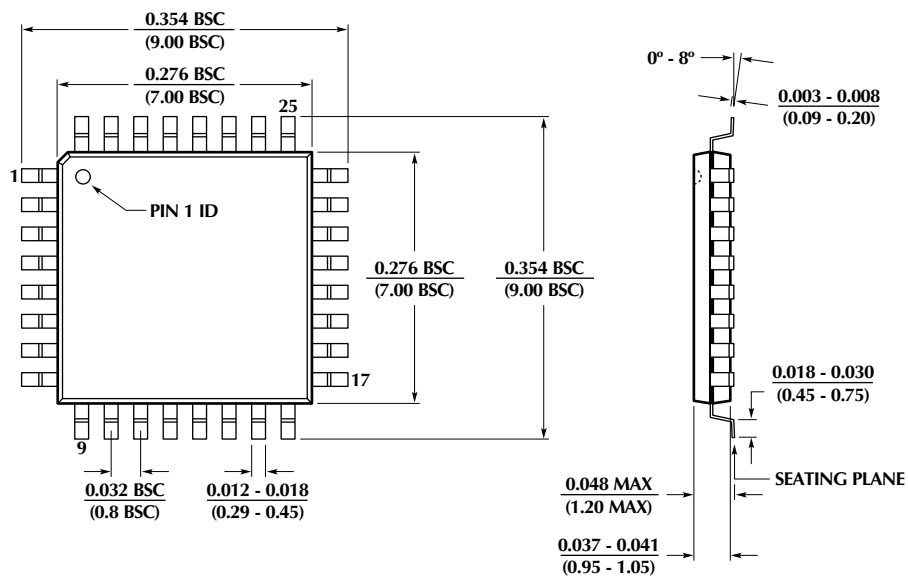 0.354 BSC
(9.00 BSC)
0.276 BSC
(7.00 BSC)
25
1
PIN 1 ID
0.276 BSC
(7.00 BSC)
0.354 BSC
(9.00 BSC)
17
9
0.032 BSC
(0.8 BSC)
0.012 - 0.018
(0.29 - 0.45)
0º - 8º
0.003 - 0.008
(0.09 - 0.20)
0.018 - 0.030
(0.45 - 0.75)
SEATING PLANE
0.048 MAX
(1.20 MAX)
0.037 - 0.041
(0.95 - 1.05)